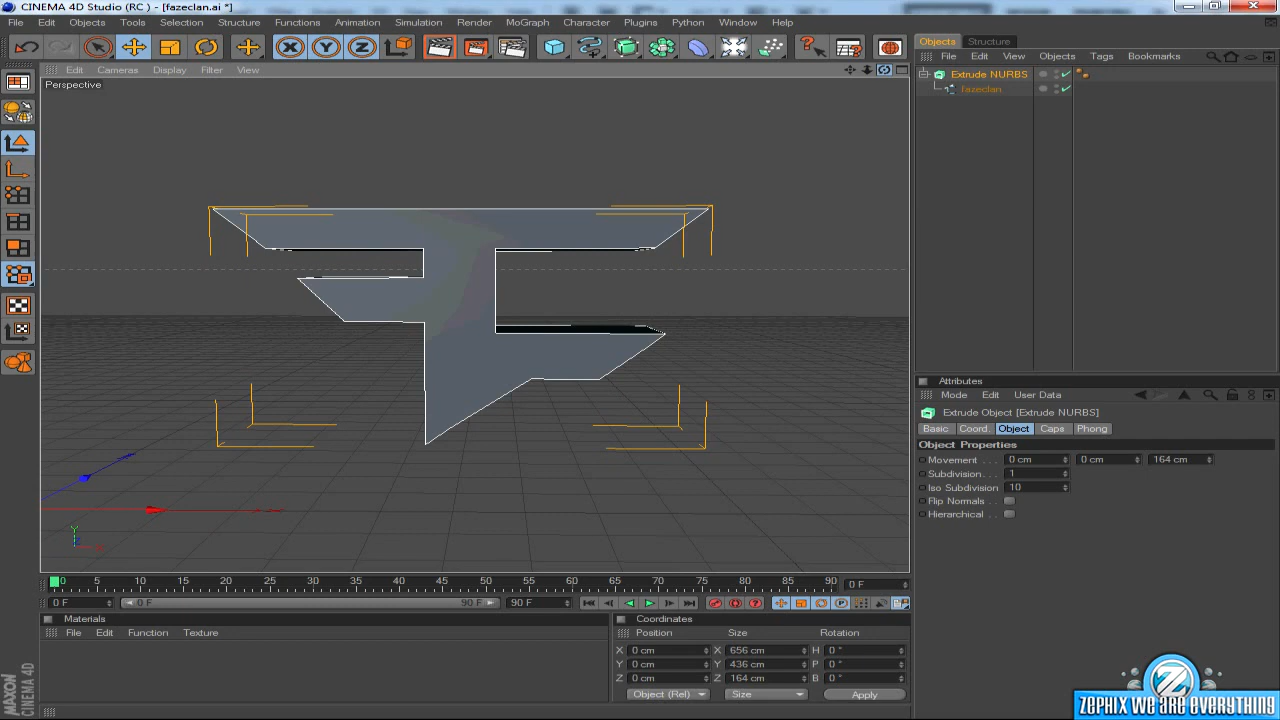 CINEMA 4D Studio (RC ) - [fazeclan.ai *]
File Edit Objects Tools Selection Structure Functions Animation Simulation Render MoGraph Character Plugins Python Window Help
Objects Structure
File Edit View Objects Tags Bookmarks
Edit Cameras Display Filter View
Perspective
Extrude NURBS
fazeclan
Attributes
Mode Edit User Data
Extrude Object [Extrude NURBS]
Basic Coord. Object Caps Phong
Object Properties
Movement . . . 0 cm 0 cm 164 cm
Subdivision. . . 1
Iso Subdivision 10
Flip Normals . .
Hierarchical . .
0 5 10 15 20 25 30 35 40 45 50 55 60 65 70 75 80 85 90 0 F
0 F 0 F 90 F 90 F
Materials
File Edit Function Texture
Coordinates
Position Size Rotation
X 0 cm X 656 cm H 0 °
Y 0 cm Y 436 cm P 0 °
Z 0 cm Z 164 cm B 0 °
Object (Rel) Size Apply
MAXON CINEMA 4D
Z
ZEPHIX WE ARE EVERYTHING